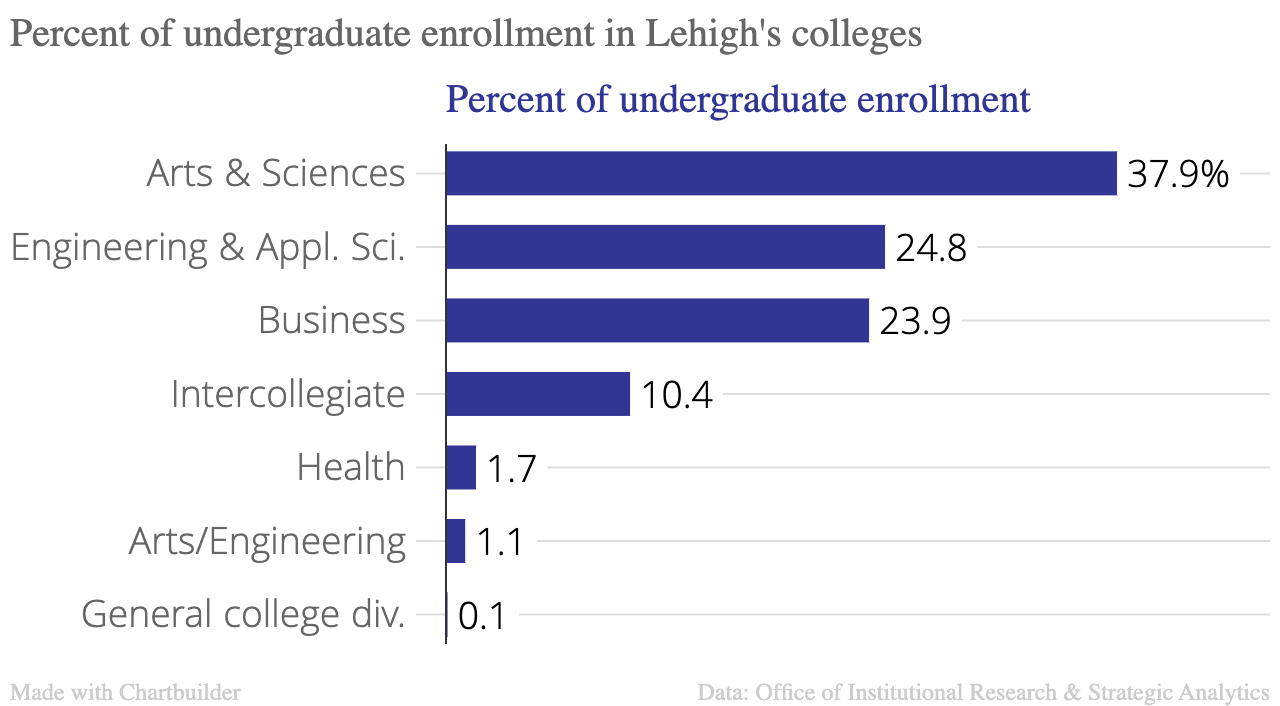 Percent of undergraduate enrollment in Lehigh's colleges
Percent of undergraduate enrollment
Arts & Sciences 37.9%
Engineering & Appl. Sci. 24.8
Business 23.9
Intercollegiate 10.4
Health 1.7
Arts/Engineering 1.1
General college div. 0.1
Made with Chartbuilder Data: Office of Institutional Research & Strategic Analytics